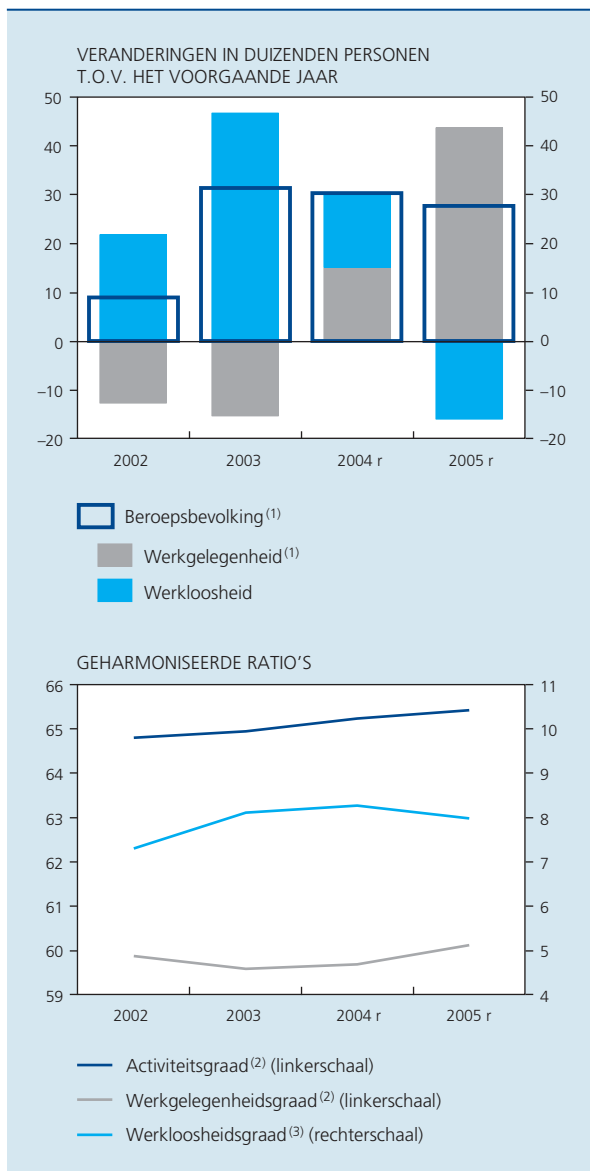 VERANDERINGEN IN DUIZENDEN PERSONEN
T.O.V. HET VOORGAANDE JAAR
50 50
40 40
30 30
20 20
10 10
0 0
–10 –10
–20 –20
2002 2003 2004 r 2005 r
Beroepsbevolking(1)
Werkgelegenheid(1)
Werkloosheid
GEHARMONISEERDE RATIO'S
66 11
65 10
64 9
63 8
62 7
61 6
60 5
59 4
2002 2003 2004 r 2005 r
Activiteitsgraad(2) (linkerschaal)
Werkgelegenheidsgraad(2) (linkerschaal)
Werkloosheidsgraad(3) (rechterschaal)